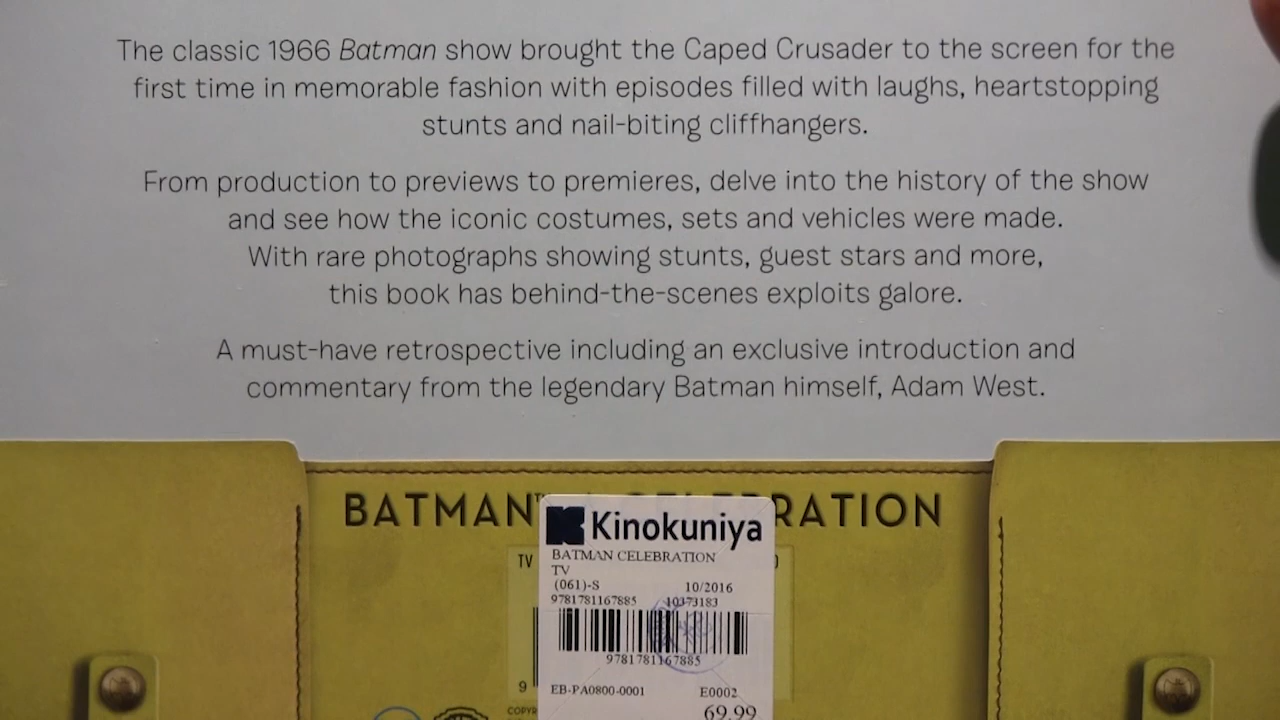 The classic 1966 Batman show brought the Caped Crusader to the screen for the
first time in memorable fashion with episodes filled with laughs, heartstopping
stunts and nail-biting cliffhangers.
From production to previews to premieres, delve into the history of the show
and see how the iconic costumes, sets and vehicles were made.
With rare photographs showing stunts, guest stars and more,
this book has behind-the-scenes exploits galore.
A must-have retrospective including an exclusive introduction and
commentary from the legendary Batman himself, Adam West.
BATMAN™ RATION
Kinokuniya
BATMAN CELEBRATION
TV
TV
(061)-S 10/2016
9781781167885 10373183
9781781167885
9
EB-PA0800-0001 E0002
COPYR
69.99